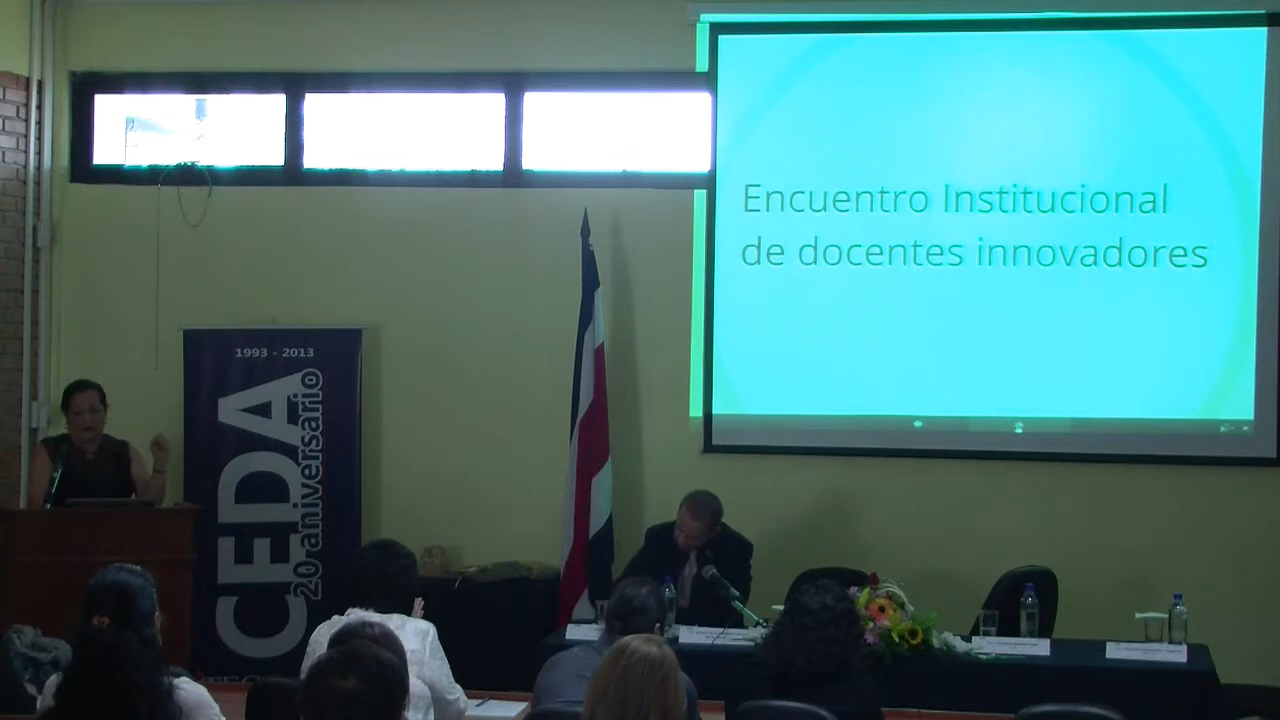 Encuentro Institucional
de docentes innovadores
1993 - 2013
CEDA
20 aniversario